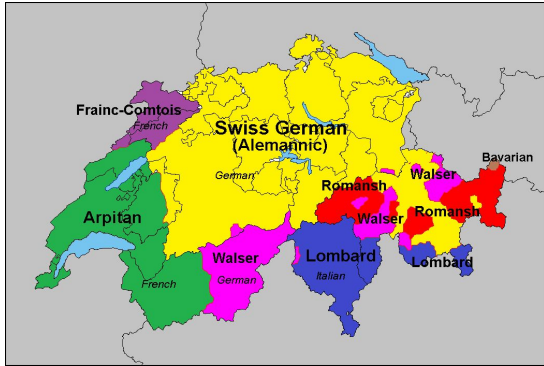 Frainc-Comtois
French
Swiss German
(Alemannic)
German
Bavarian
Walser
Romansh
Walser
Romansh
Arpitan
French
Walser
German
Lombard
Italian
Lombard